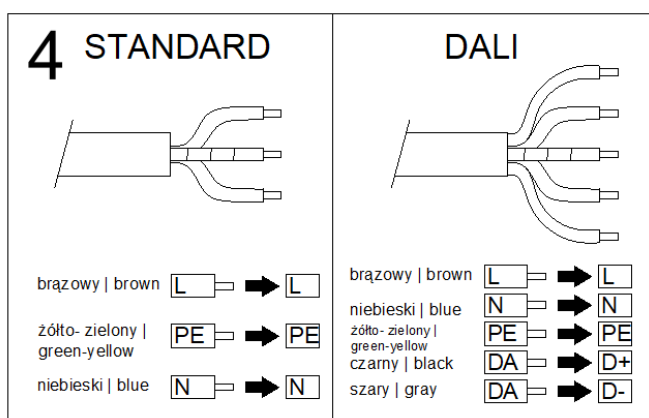 4 STANDARD
brązowy | brown L L
żółto- zielony |
green-yellow PE PE
niebieski | blue N N
DALI
brązowy | brown L L
niebieski | blue N N
żółto- zielony |
green-yellow PE PE
czarny | black DA D+
szary | gray DA D-